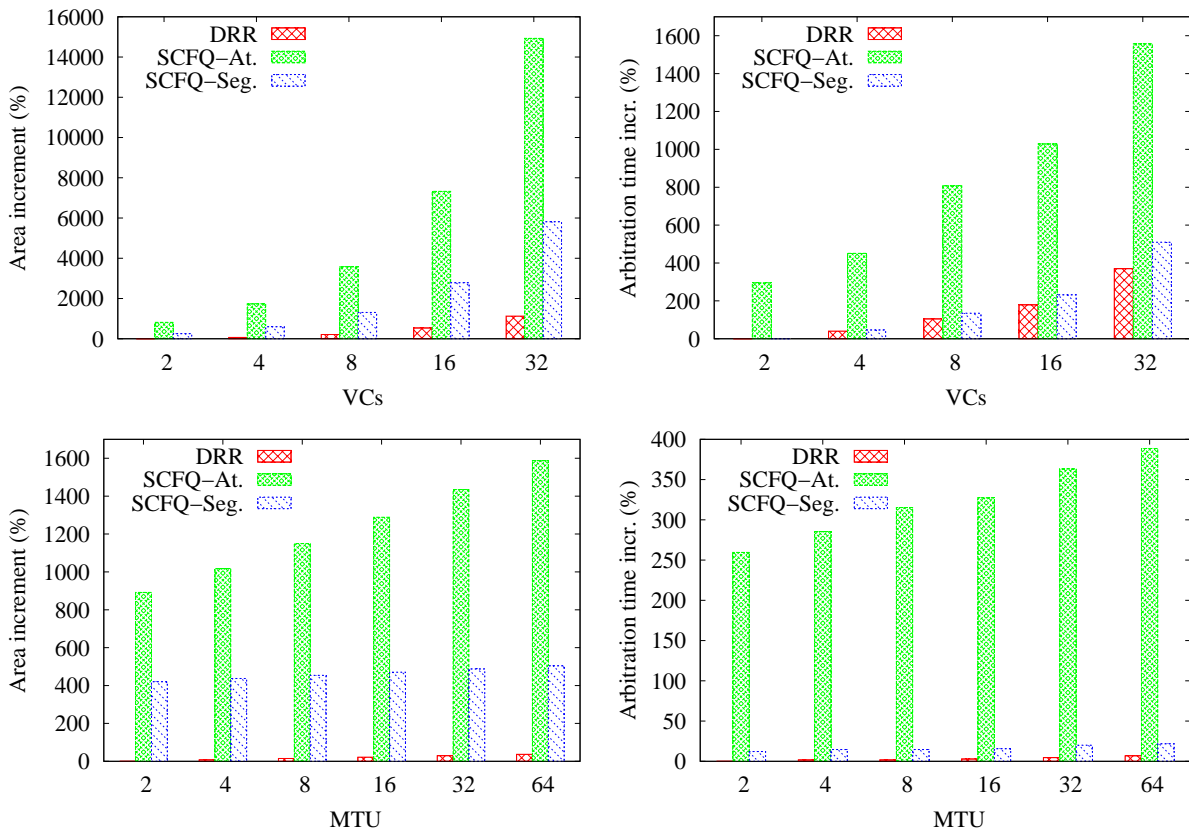 16000
14000
12000
10000
8000
6000
4000
2000
0
Area increment (%)
DRR
SCFQ-At.
SCFQ-Seg.
2 4 8 16 32
VCs
1600
1400
1200
1000
800
600
400
200
0
Arbitration time incr. (%)
DRR
SCFQ-At.
SCFQ-Seg.
2 4 8 16 32
VCs
1600
1400
1200
1000
800
600
400
200
0
Area increment (%)
DRR
SCFQ-At.
SCFQ-Seg.
2 4 8 16 32 64
MTU
400
350
300
250
200
150
100
50
0
Arbitration time incr. (%)
DRR
SCFQ-At.
SCFQ-Seg.
2 4 8 16 32 64
MTU